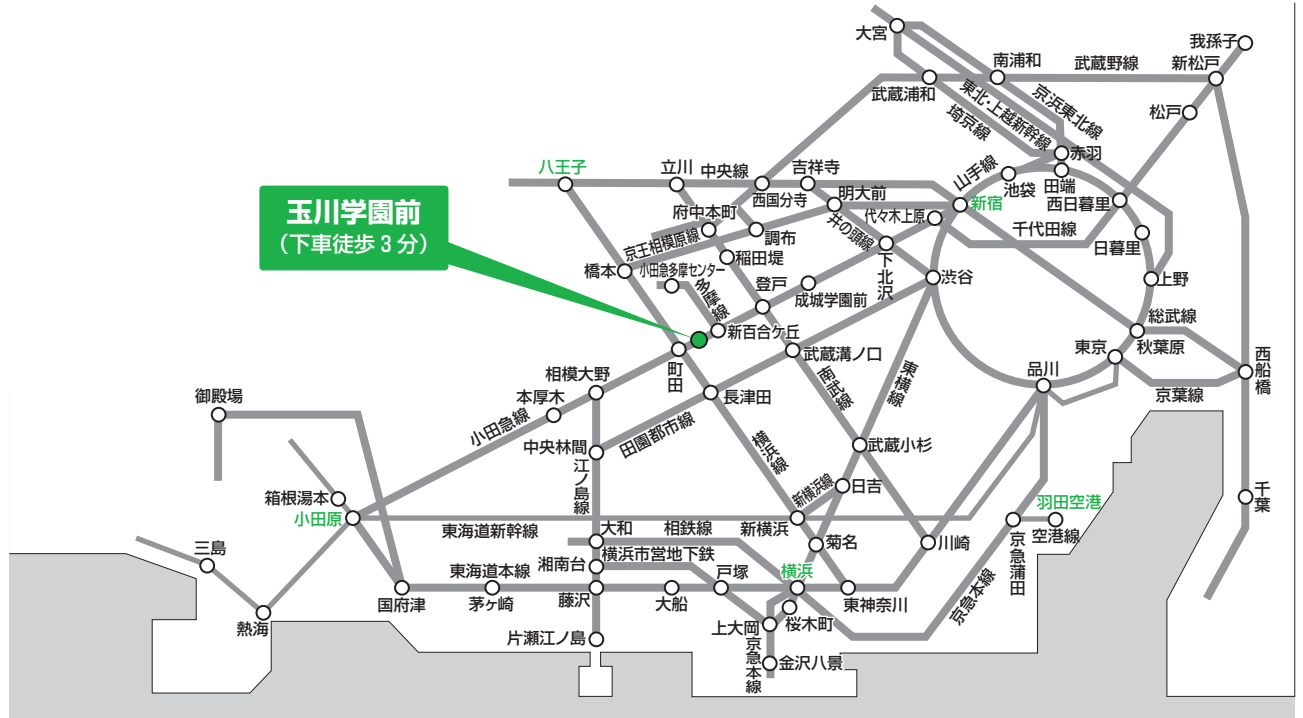 大宮
南浦和
武蔵野線
我孫子
新松戸
武蔵浦和
東北・上越新幹線
京浜東北線
埼京線
松戸
赤羽
山手線
池袋
田端
西日暮里
八王子
立川
中央線
西国分寺
吉祥寺
明大前
代々木上原
新宿
千代田線
日暮里
玉川学園前
(下車徒歩 3 分)
府中本町
京王相模原線
調布
井の頭線
下北沢
橋本
小田急多摩センター
稲田堤
多摩線
登戸
成城学園前
渋谷
上野
新百合ケ丘
総武線
秋葉原
東京
町田
武蔵溝ノ口
南武線
東横線
品川
西船橋
京葉線
相模大野
本厚木
御殿場
小田急線
長津田
中央林間
田園都市線
横浜線
武蔵小杉
江ノ島線
新横浜線
日吉
千葉
箱根湯本
小田原
東海道新幹線
大和
相鉄線
新横浜
羽田空港
空港線
京急蒲田
三島
湘南台
横浜市営地下鉄
菊名
川崎
東海道本線
戸塚
横浜
国府津
茅ヶ崎
藤沢
大船
東神奈川
京急本線
熱海
上大岡
桜木町
片瀬江ノ島
京急本線
金沢八景